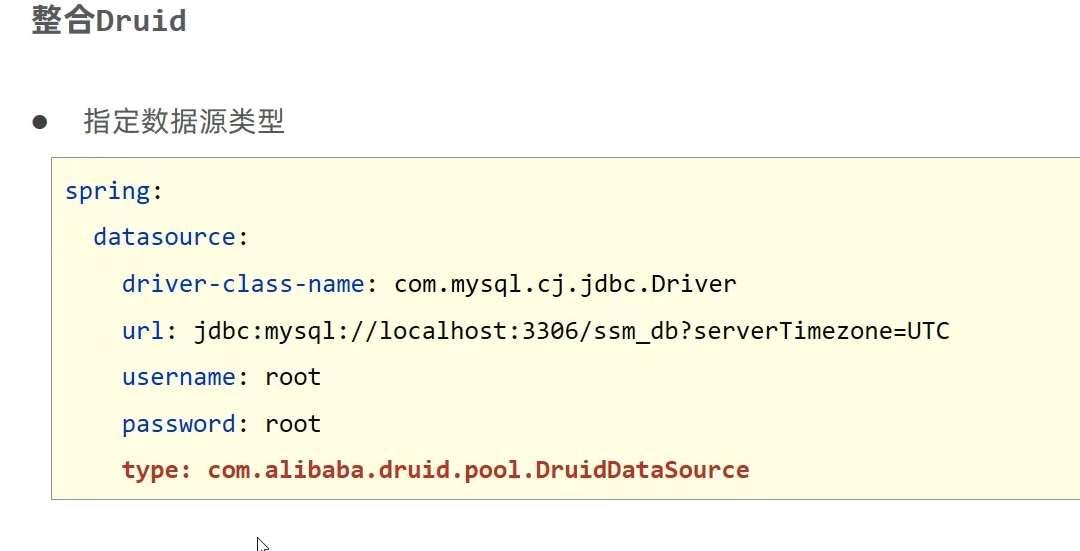 整合Druid
● 指定数据源类型
spring:
  datasource:
    driver-class-name: com.mysql.cj.jdbc.Driver
    url: jdbc:mysql://localhost:3306/ssm_db?serverTimezone=UTC
    username: root
    password: root
    type: com.alibaba.druid.pool.DruidDataSource